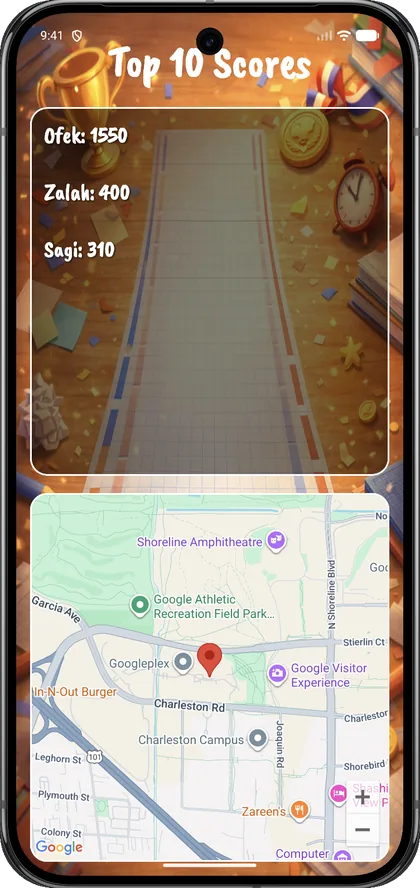 9:41
Top 10 Scores
Ofek: 1550
Zalah: 400
Sagi: 310
No
Shoreline Amphitheatre
N Shoreline Blvd
Goo
Google Athletic
Recreation Field Park...
Garcia Ave
Stierlin Ct
Googleplex
Google Visitor
Experience
In-N-Out Burger
Charleston Rd
Charleston
Charleston Campus
Joaquin Rd
Leghorn St
101
Shorebird
Plymouth St
Zareen's
+
−
Colony St
Google
Computer